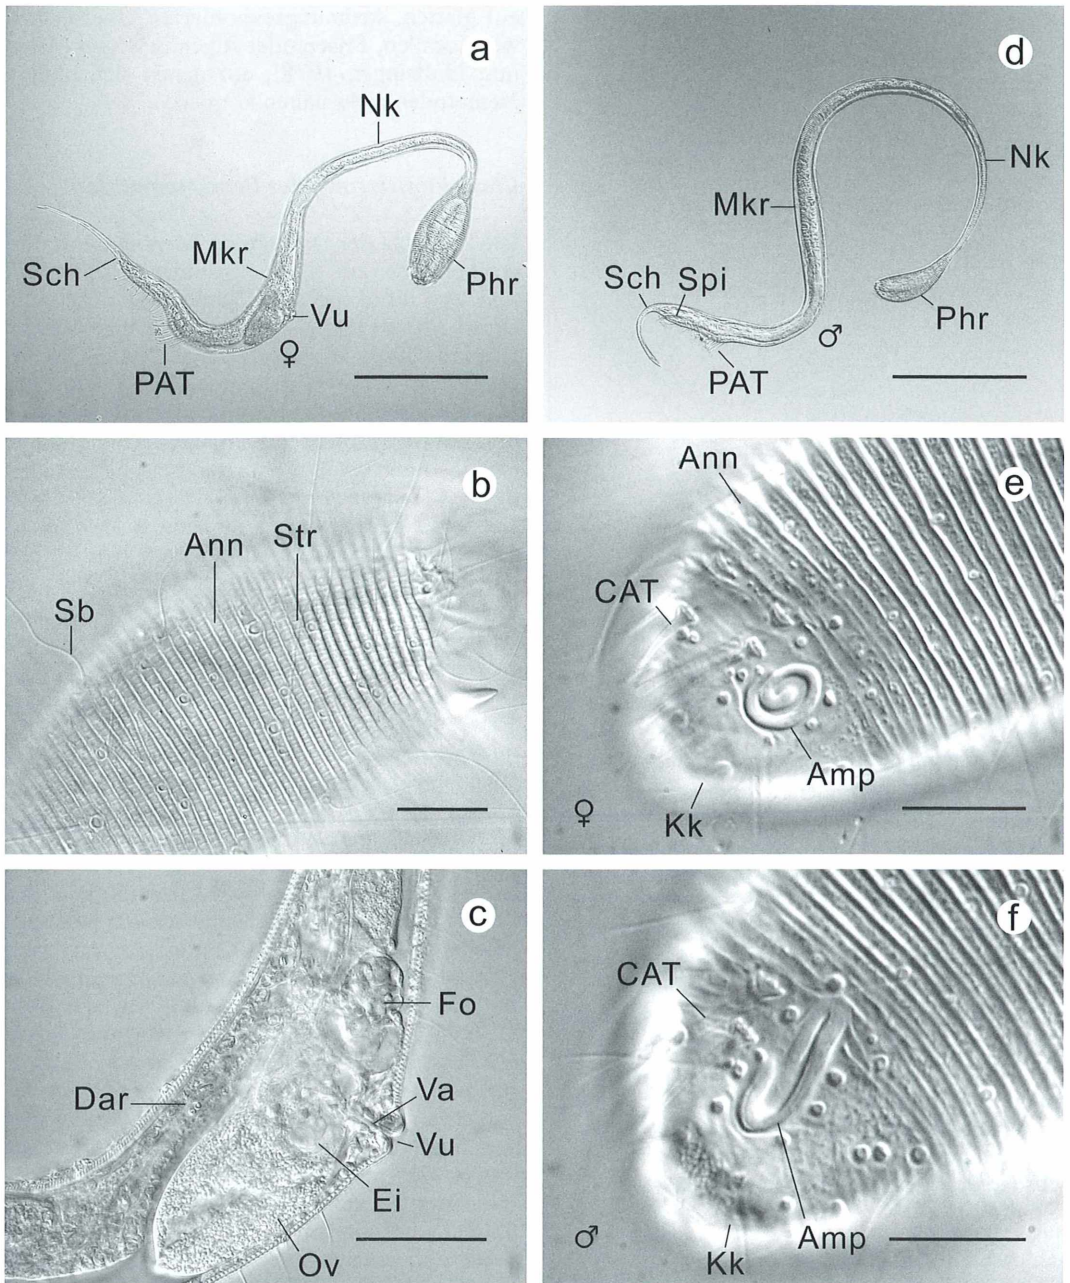 a
Nk
Mkr
Sch
Phr
Vu
♀
PAT
d
Nk
Mkr
Sch
Spi
Phr
♂
PAT
b
Ann
Str
Sb
e
Ann
CAT
Amp
Kk
♀
c
Fo
Dar
Va
Vu
Ei
Ov
f
CAT
Amp
Kk
♂